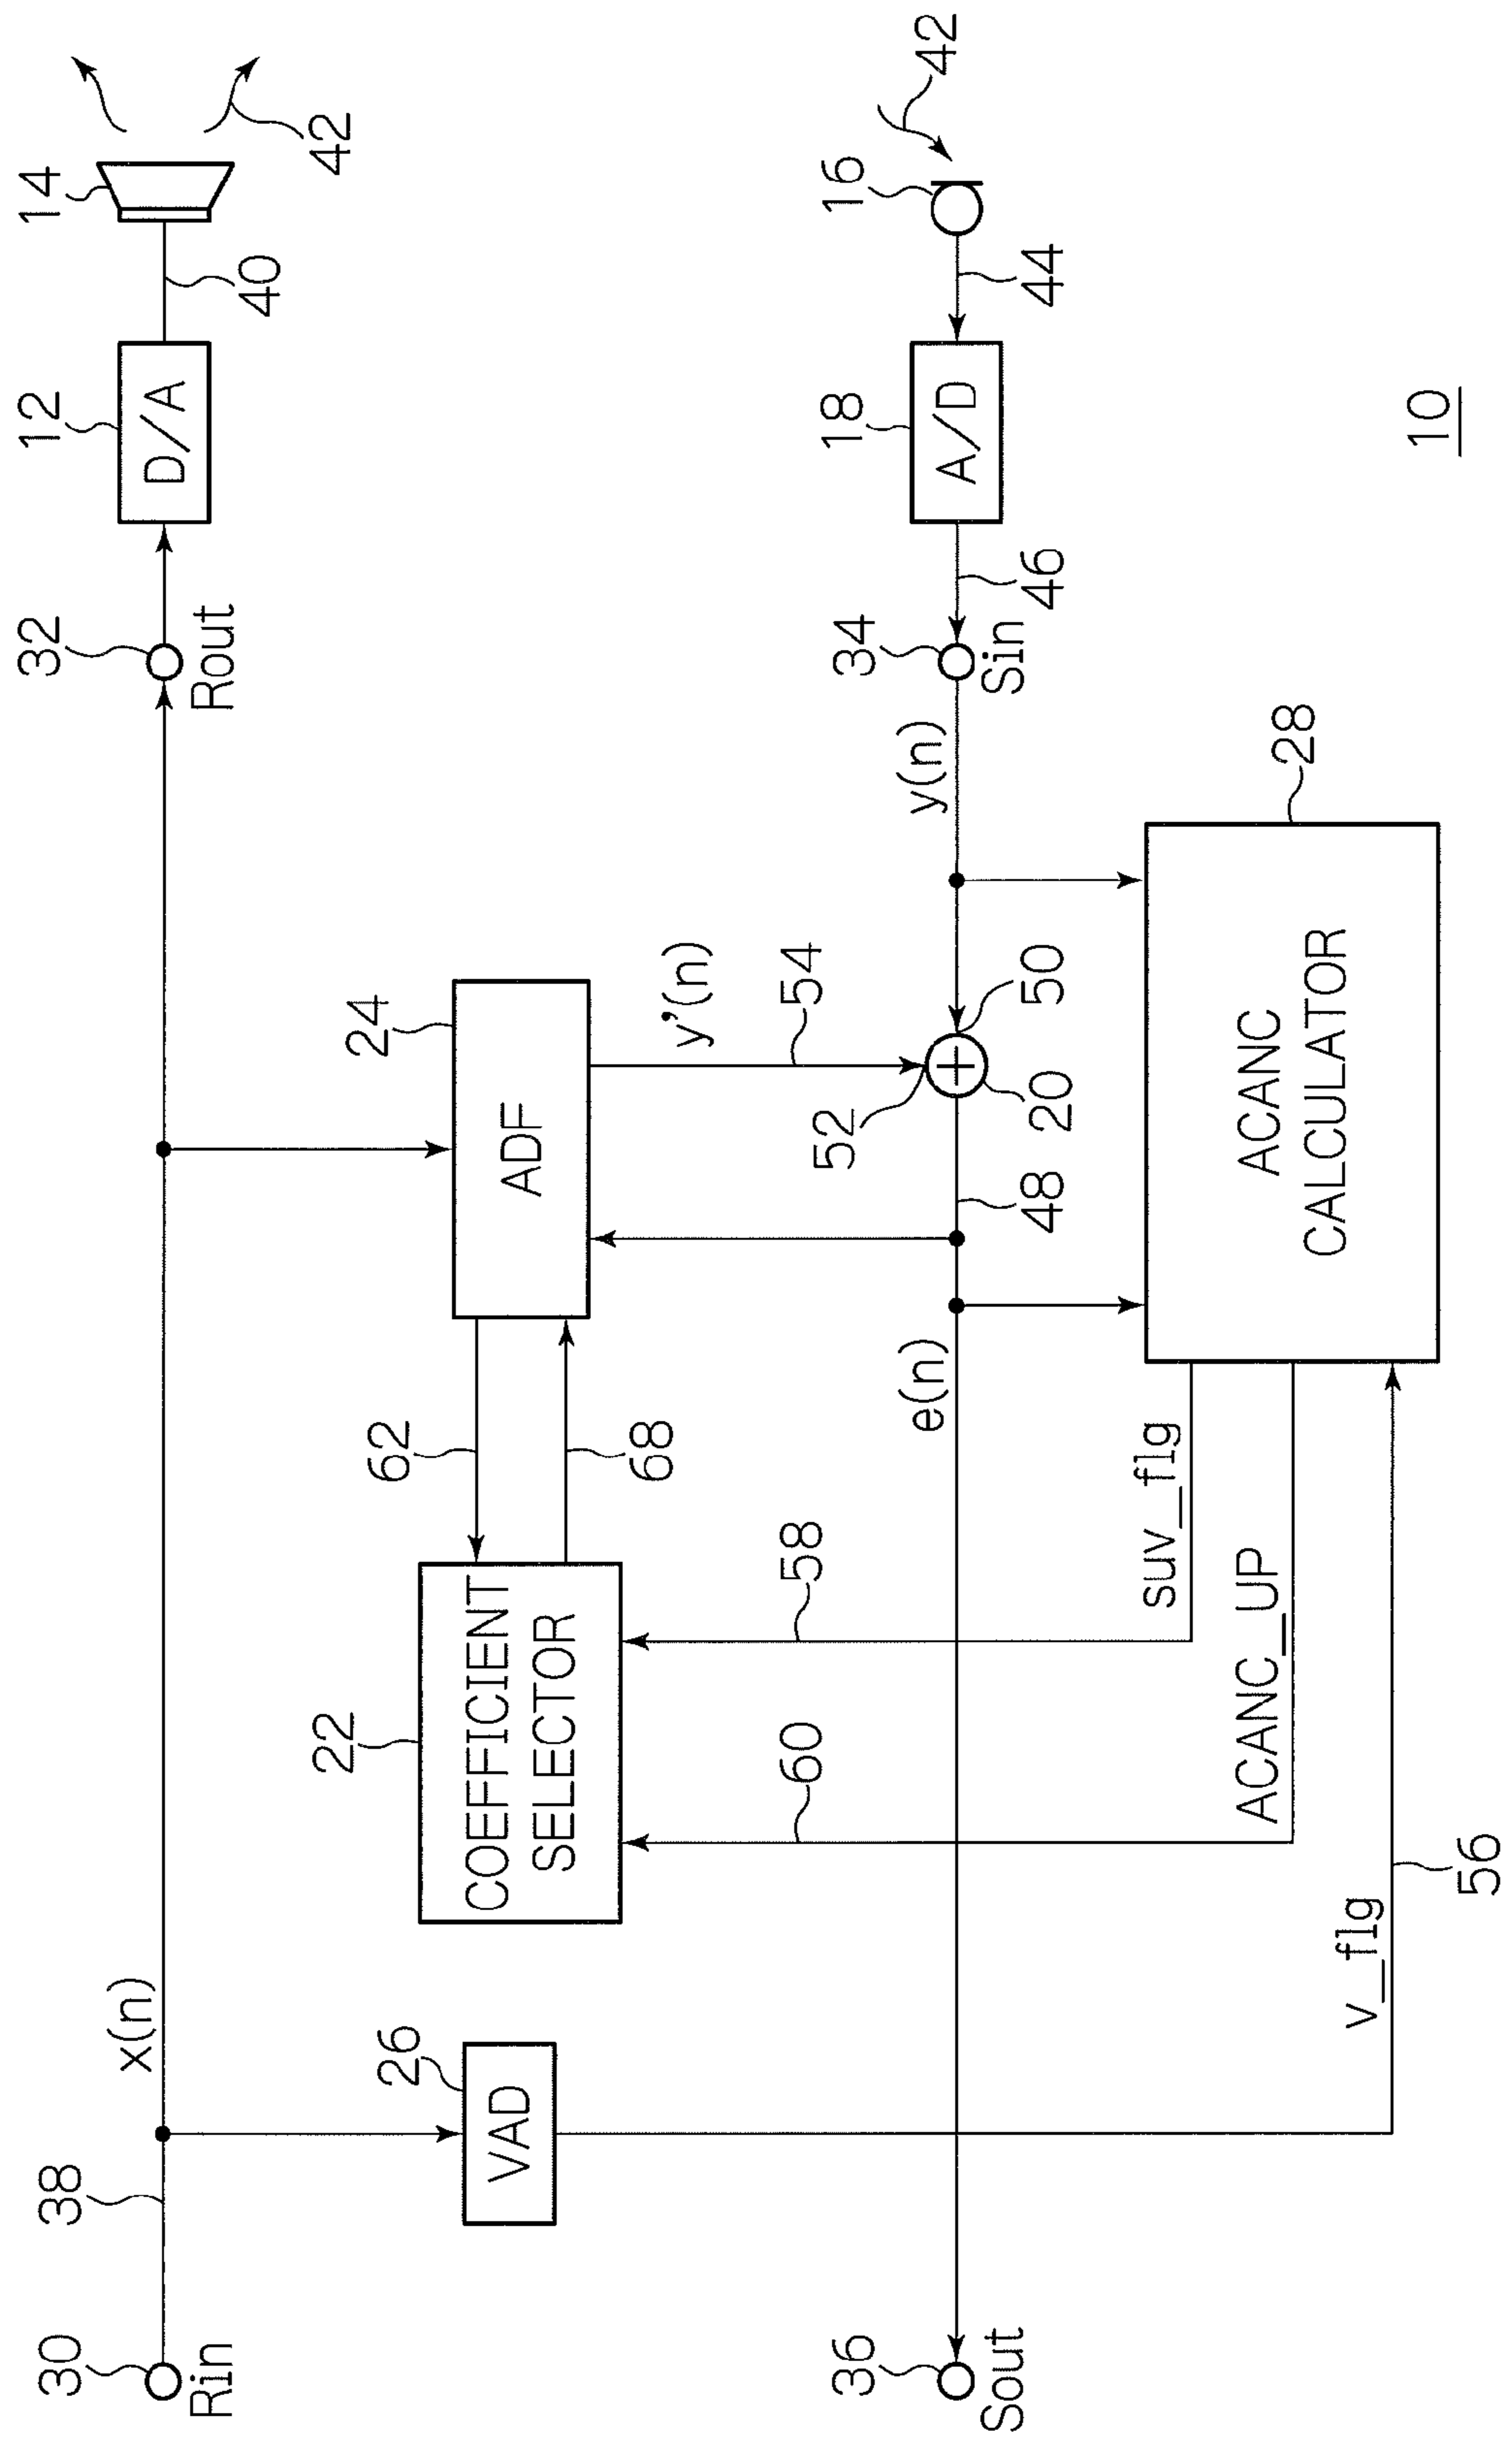 30
Rin
38
x(n)
32
Rout
12
D/A
40
14
42
26
VAD
22
COEFFICIENT
SELECTOR
62
68
24
ADF
y'(n)
54
52
50
20
48
e(n)
58
60
36
Sout
y(n)
34
Sin
46
18
A/D
44
16
42
suv_flg
ACANC_UP
v_flg
56
ACANC
CALCULATOR
28
10